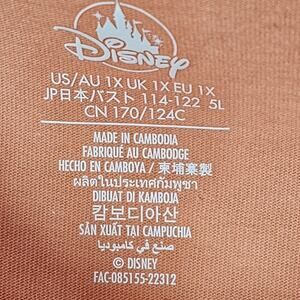 Disney
US/AU 1X UK 1X EU 1X
JP日本バスト 114-122 5L
CN 170/124C
MADE IN CAMBODIA
FABRIQUÉ AU CAMBODGE
HECHO EN CAMBOYA / 柬埔寨製
ผลิตในประเทศกัมพูชา
DIBUAT DI KAMBOJA
캄보디아산
SẢN XUẤT TẠI CAMPUCHIA
صنع في كامبوديا
© DISNEY
FAC-085155-22312